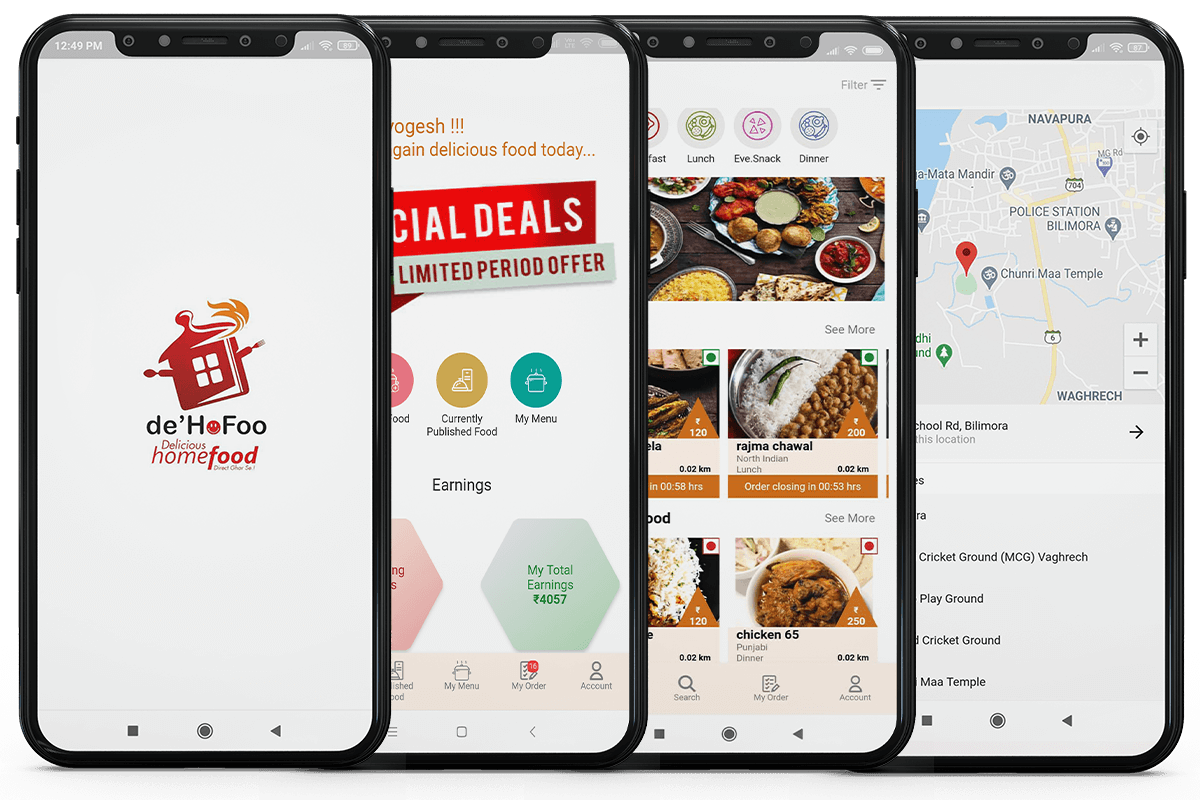 12:49 PM
89
de'HoFoo
Delicious
homefood
Direct Ghar Se!
yogesh !!!
gain delicious food today...
CIAL DEALS
LIMITED PERIOD OFFER
Food
Currently
Published Food
My Menu
Earnings
ng
s
My Total
Earnings
₹4057
lished
ood
My Menu
16
My Order
Account
Filter
fast
Lunch
Eve.Snack
Dinner
See More
₹
120
ela
0.02 km
in 00:58 hrs
₹
200
rajma chawal
North Indian
Lunch
0.02 km
Order closing in 00:53 hrs
ood
See More
₹
120
e
0.02 km
₹
250
chicken 65
Punjabi
Dinner
0.02 km
Search
My Order
Account
87
NAVAPURA
MG Rd
ga-Mata Mandir
704
POLICE STATION
BILIMORA
Chunri Maa Temple
dhi
und
6
WAGHRECH
chool Rd, Bilimora
this location
es
ra
Cricket Ground (MCG) Vaghrech
Play Ground
d Cricket Ground
ri Maa Temple